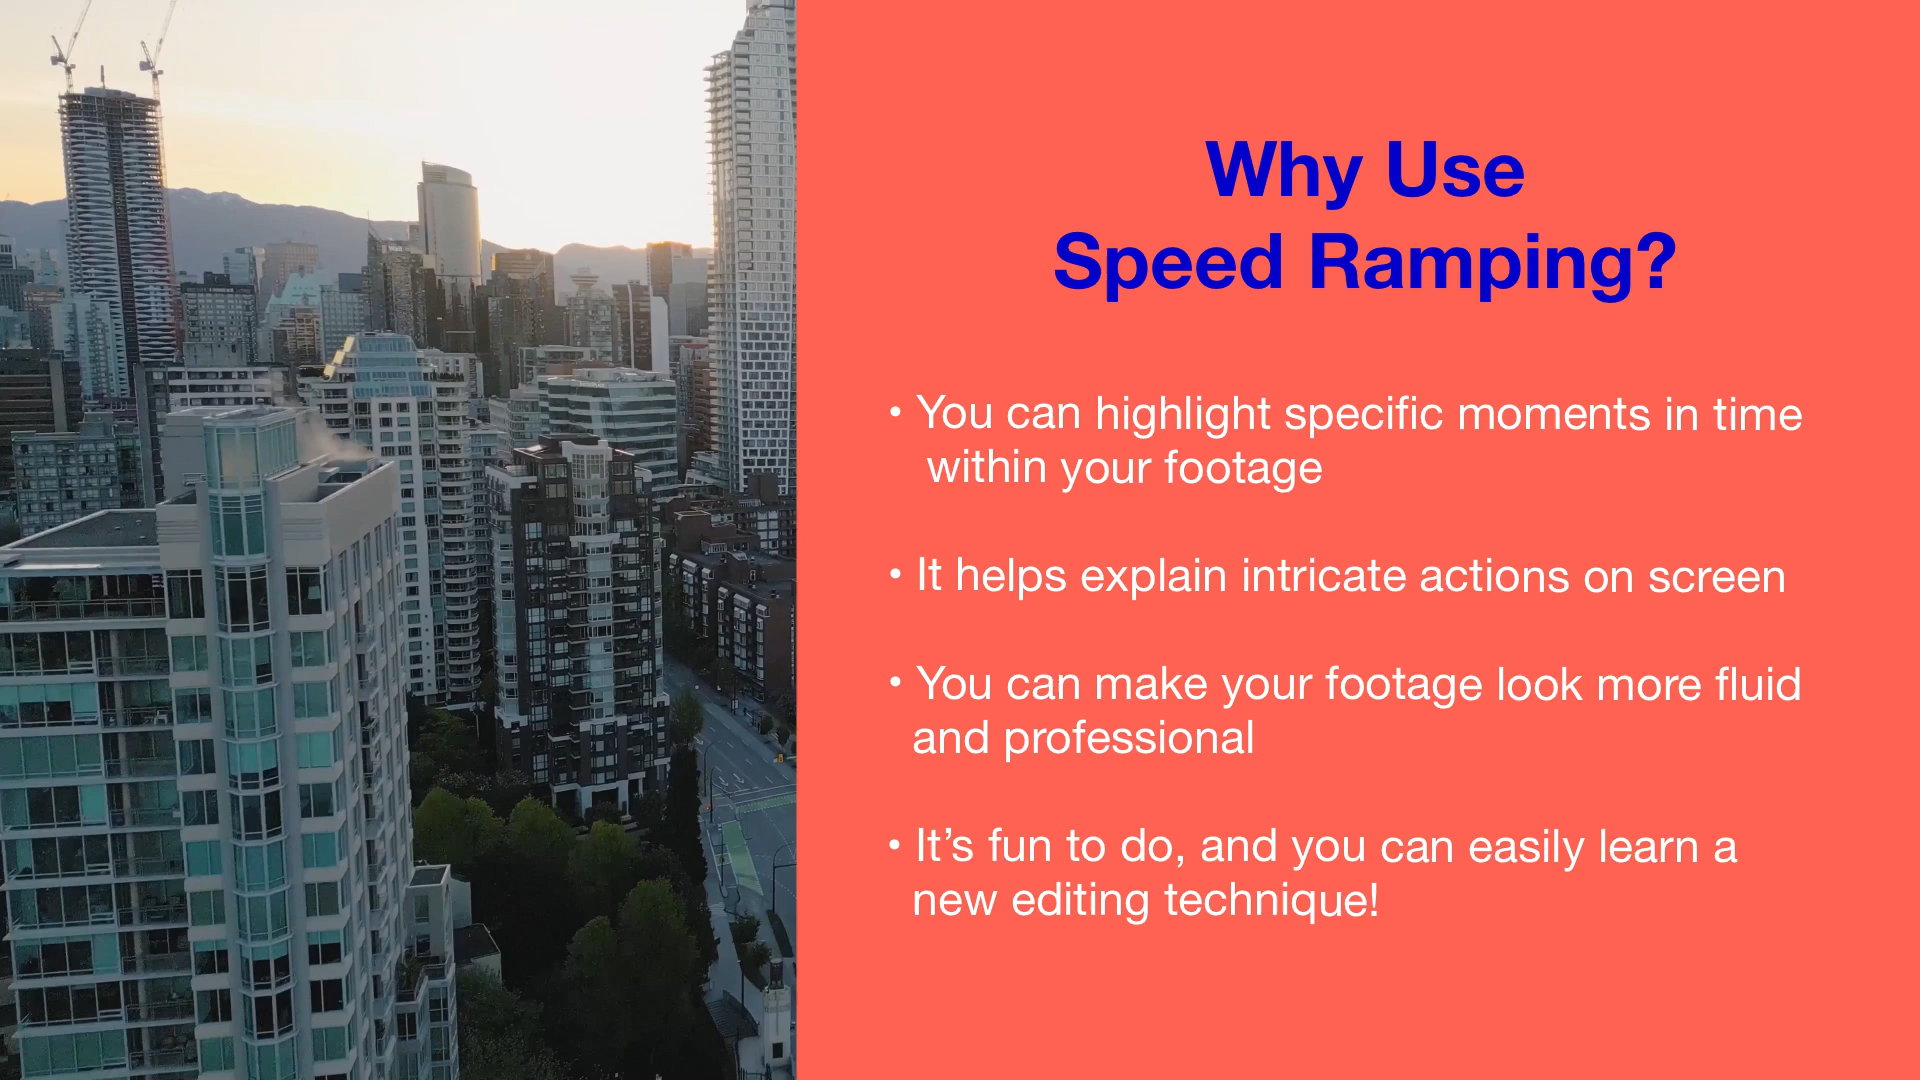 Why Use
Speed Ramping?
• You can highlight specific moments in time
within your footage
• It helps explain intricate actions on screen
• You can make your footage look more fluid
and professional
• It’s fun to do, and you can easily learn a
new editing technique!